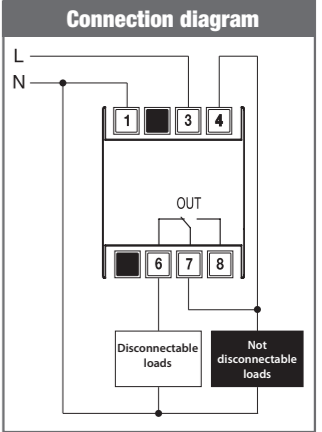 Connection diagram
L
N
1 3 4
OUT
6 7 8
Disconnectable
loads
Not
disconnectable
loads